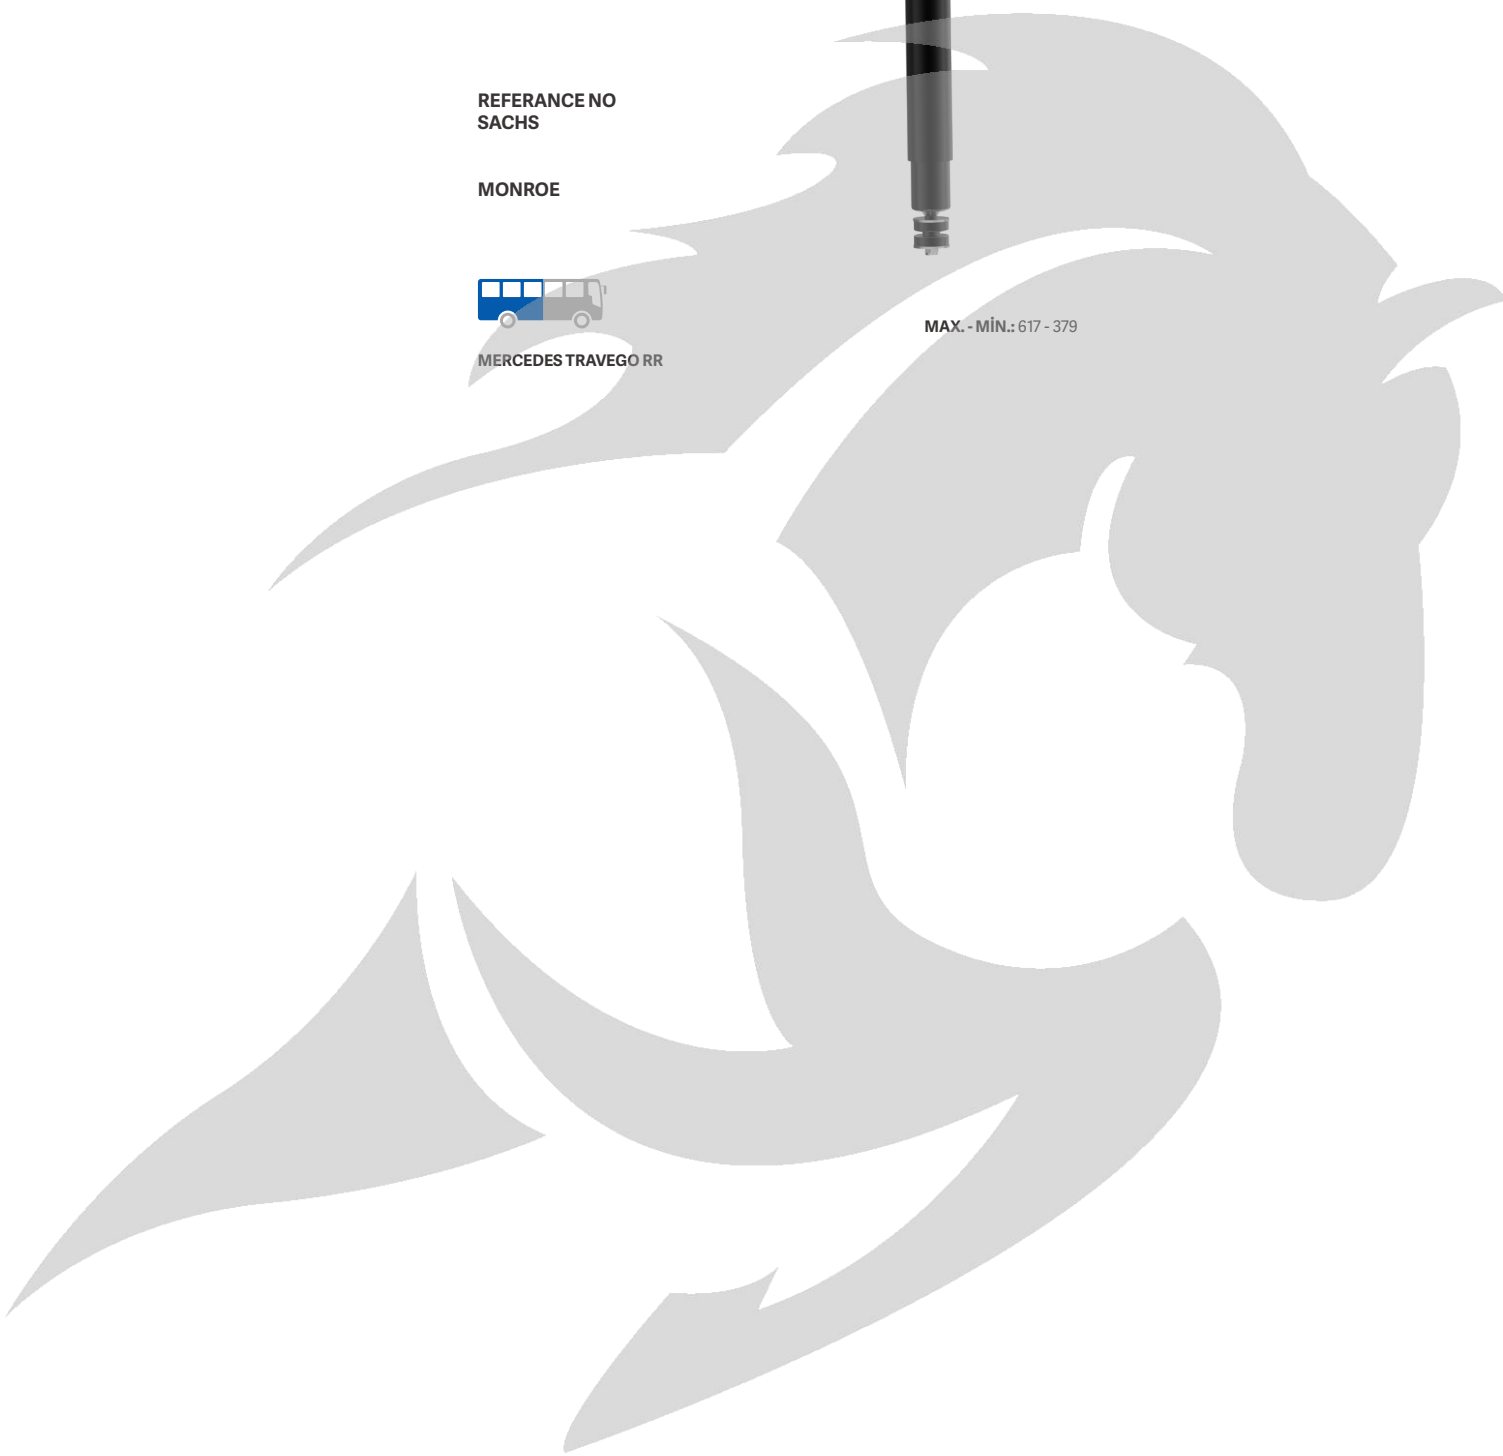 REFERANCE NO
SACHS
MONROE
MERCEDES TRAVEGO RR
MAX. - MİN.: 617 - 379